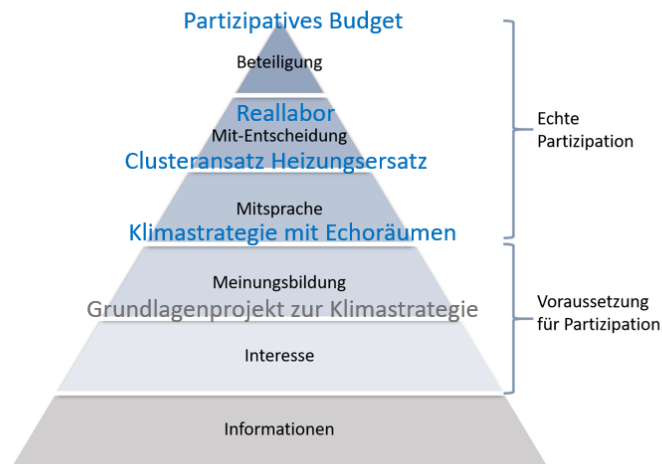 Partizipatives Budget
Beteiligung
Reallabor
Mit-Entscheidung
Clusteransatz Heizungsersatz
Mitsprache
Klimastrategie mit Echoräumen
Meinungsbildung
Grundlagenprojekt zur Klimastrategie
Interesse
Informationen
Echte
Partizipation
Voraussetzung
für Partizipation